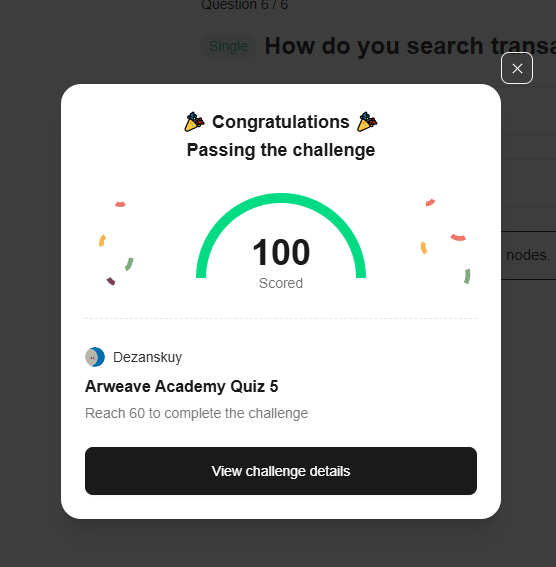 Question 6 / 6
Single How do you search transa
Congratulations
Passing the challenge
100
Scored
nodes.
Dezanskuy
Arweave Academy Quiz 5
Reach 60 to complete the challenge
View challenge details